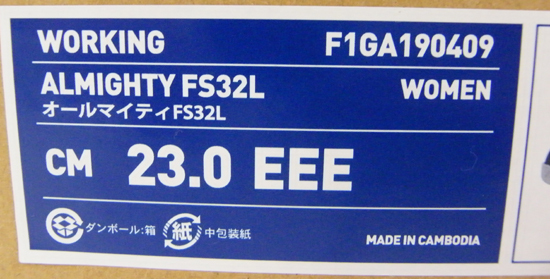 WORKING F1GA190409
ALMIGHTY FS32L WOMEN
オールマイティFS32L
CM 23.0 EEE
ダンボール:箱 紙 中包装紙
MADE IN CAMBODIA